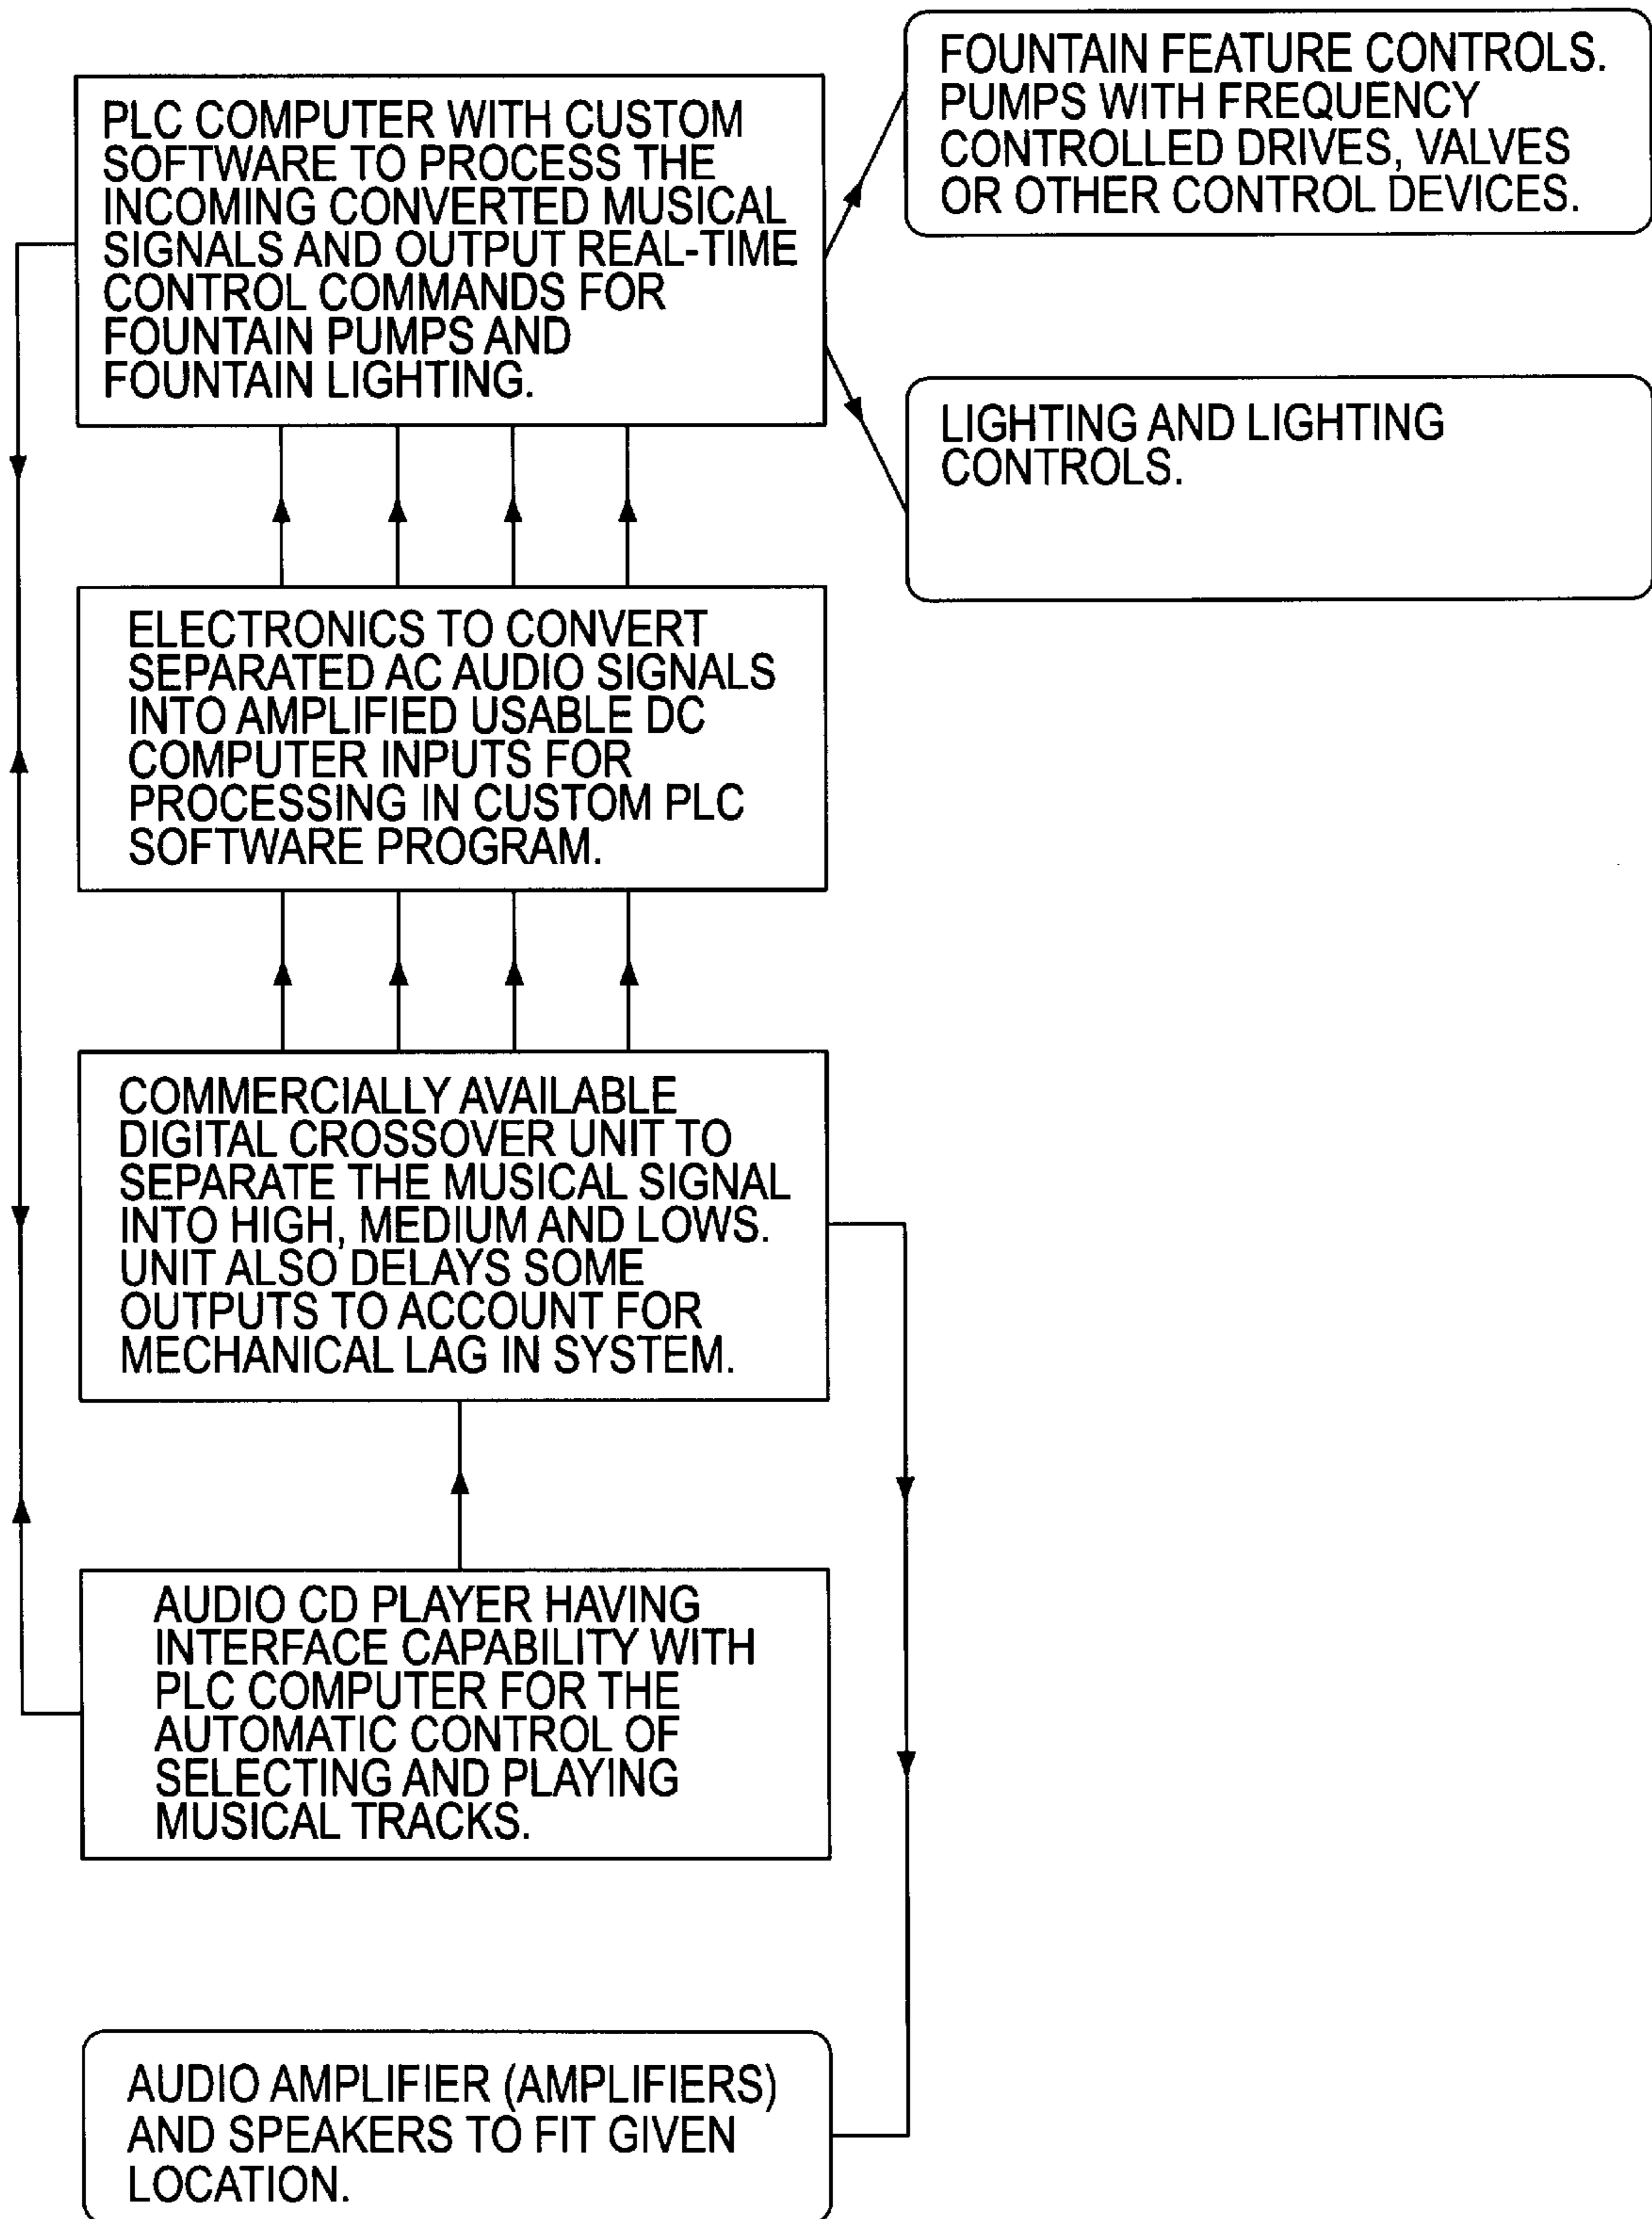 PLC COMPUTER WITH CUSTOM
SOFTWARE TO PROCESS THE
INCOMING CONVERTED MUSICAL
SIGNALS AND OUTPUT REAL-TIME
CONTROL COMMANDS FOR
FOUNTAIN PUMPS AND
FOUNTAIN LIGHTING.
FOUNTAIN FEATURE CONTROLS.
PUMPS WITH FREQUENCY
CONTROLLED DRIVES, VALVES
OR OTHER CONTROL DEVICES.
LIGHTING AND LIGHTING
CONTROLS.
ELECTRONICS TO CONVERT
SEPARATED AC AUDIO SIGNALS
INTO AMPLIFIED USABLE DC
COMPUTER INPUTS FOR
PROCESSING IN CUSTOM PLC
SOFTWARE PROGRAM.
COMMERCIALLY AVAILABLE
DIGITAL CROSSOVER UNIT TO
SEPARATE THE MUSICAL SIGNAL
INTO HIGH, MEDIUM AND LOWS.
UNIT ALSO DELAYS SOME
OUTPUTS TO ACCOUNT FOR
MECHANICAL LAG IN SYSTEM.
AUDIO CD PLAYER HAVING
INTERFACE CAPABILITY WITH
PLC COMPUTER FOR THE
AUTOMATIC CONTROL OF
SELECTING AND PLAYING
MUSICAL TRACKS.
AUDIO AMPLIFIER (AMPLIFIERS)
AND SPEAKERS TO FIT GIVEN
LOCATION.